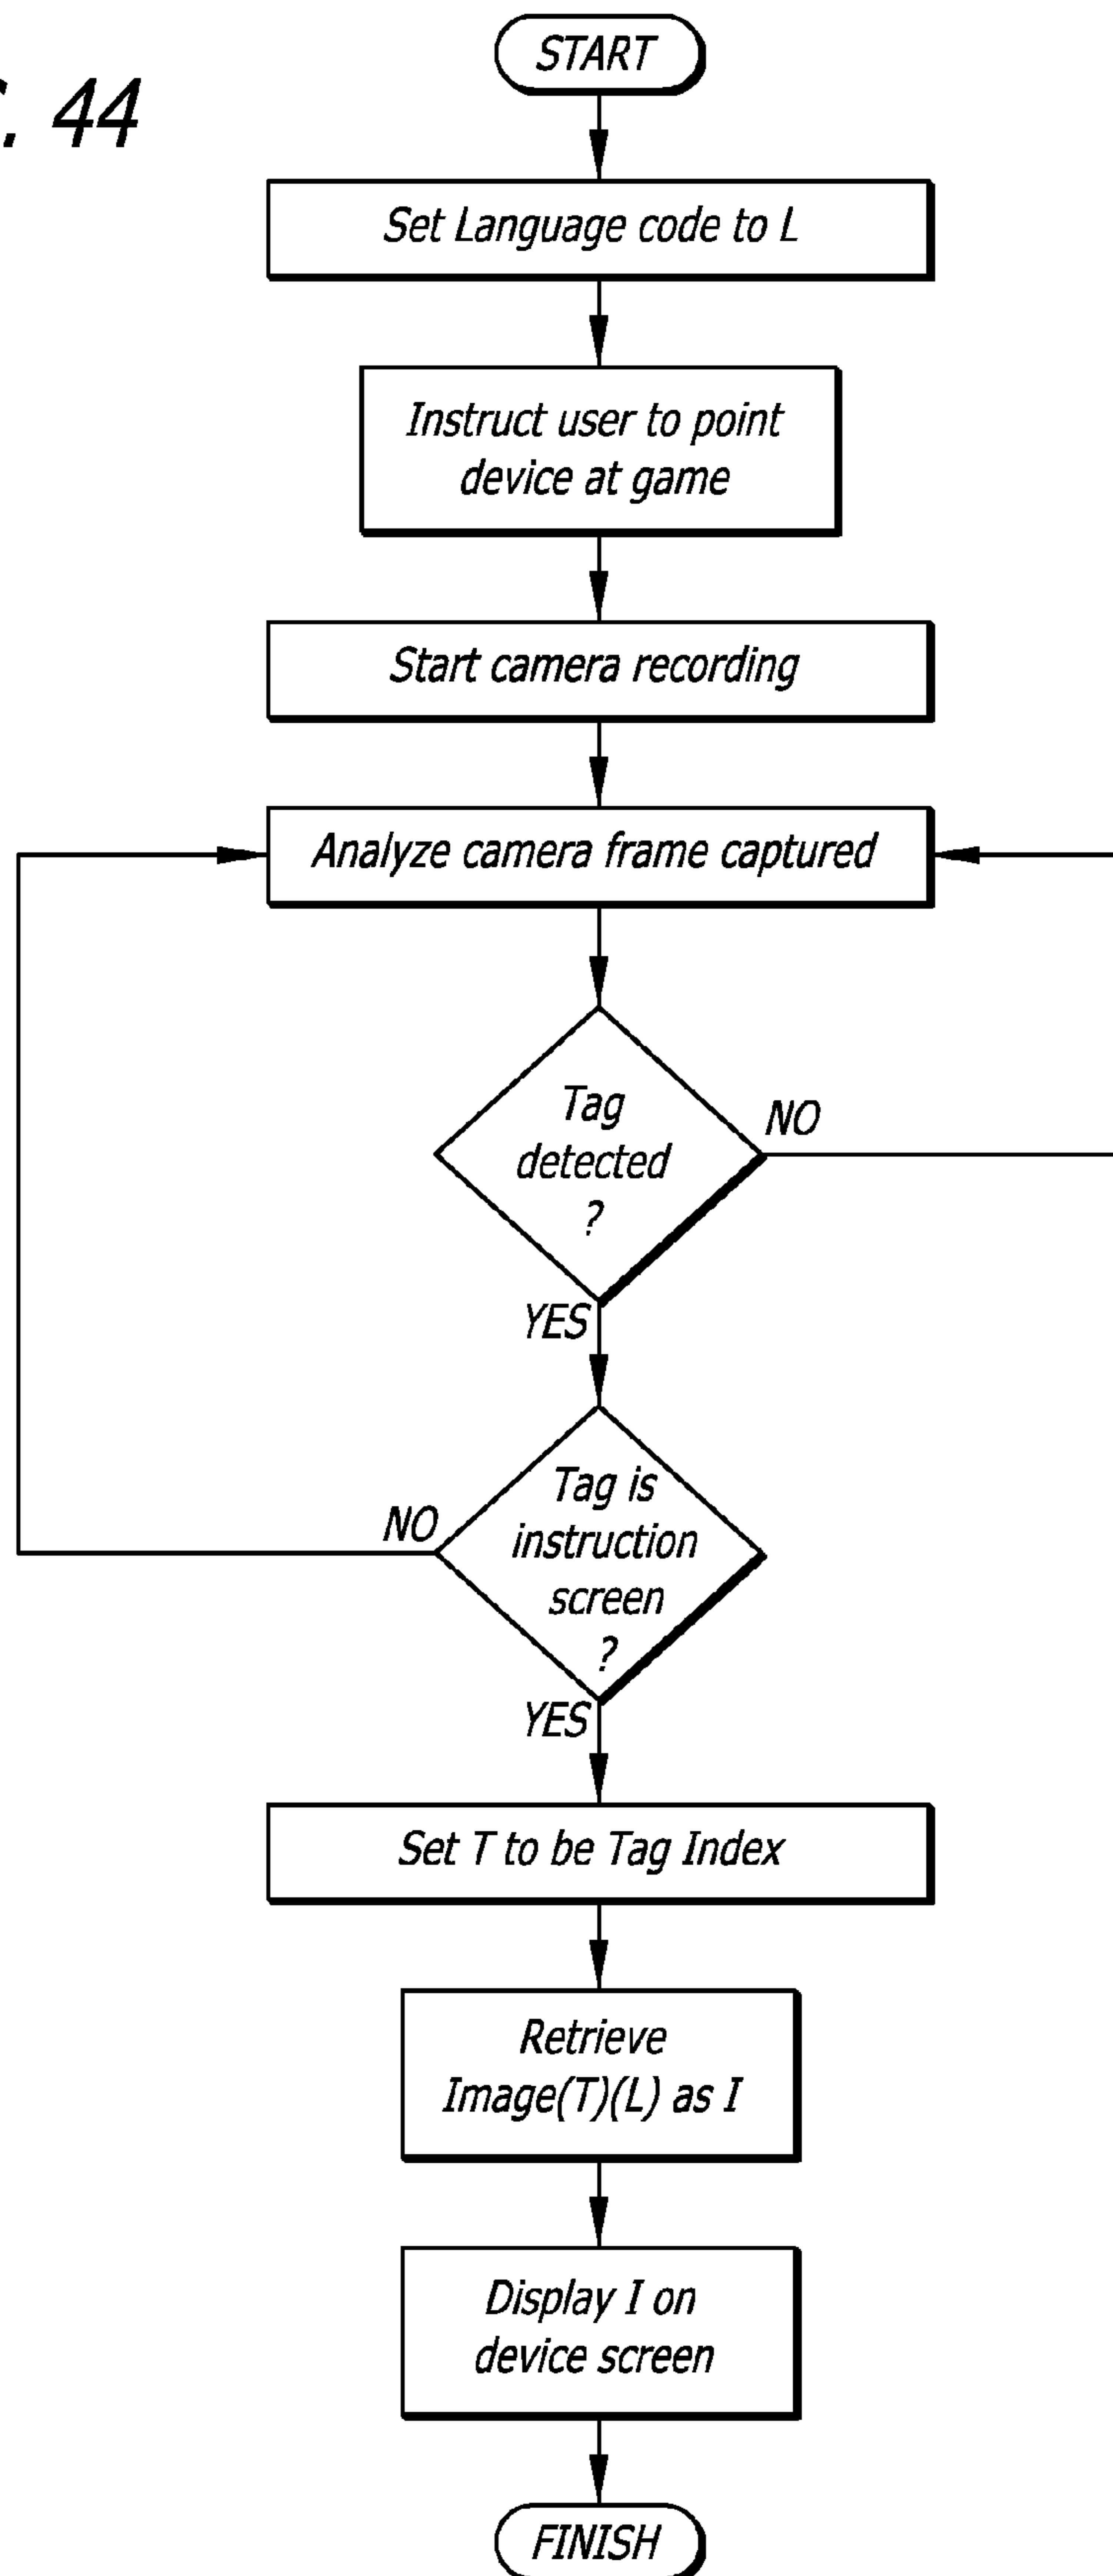 . 44
START
Set Language code to L
Instruct user to point
device at game
Start camera recording
Analyze camera frame captured
Tag
detected
?
NO
YES
Tag is
instruction
screen
?
NO
YES
Set T to be Tag Index
Retrieve
Image(T)(L) as I
Display I on
device screen
FINISH